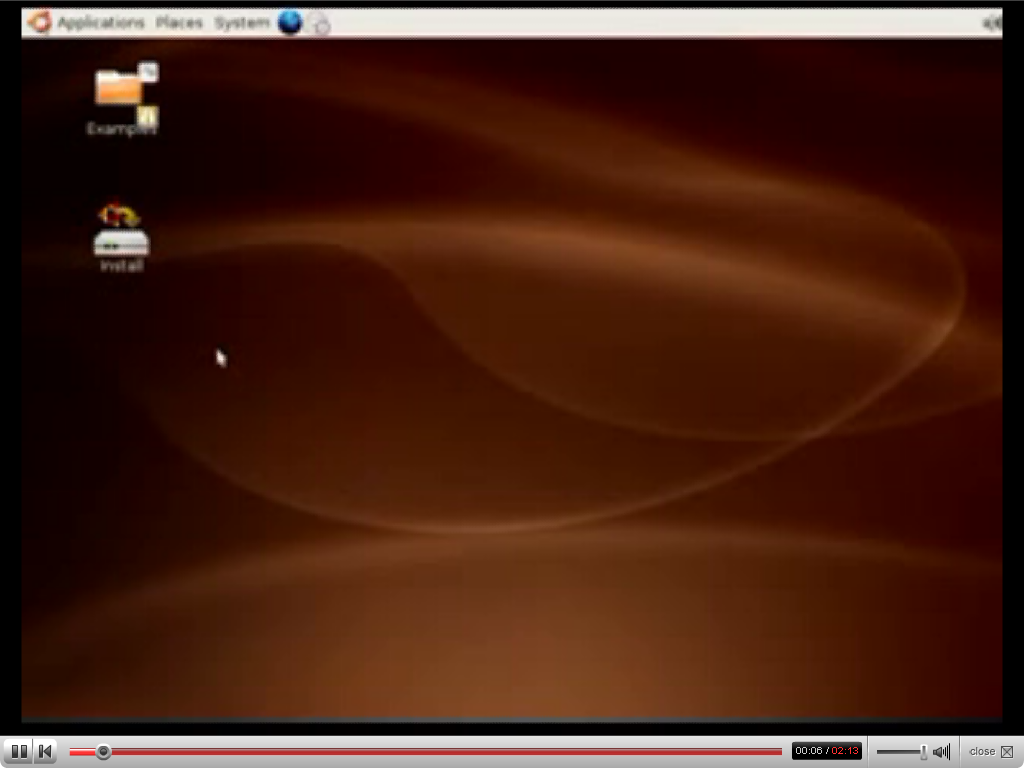 Applications Places System
Examples
Install
00:06 / 02:13
close